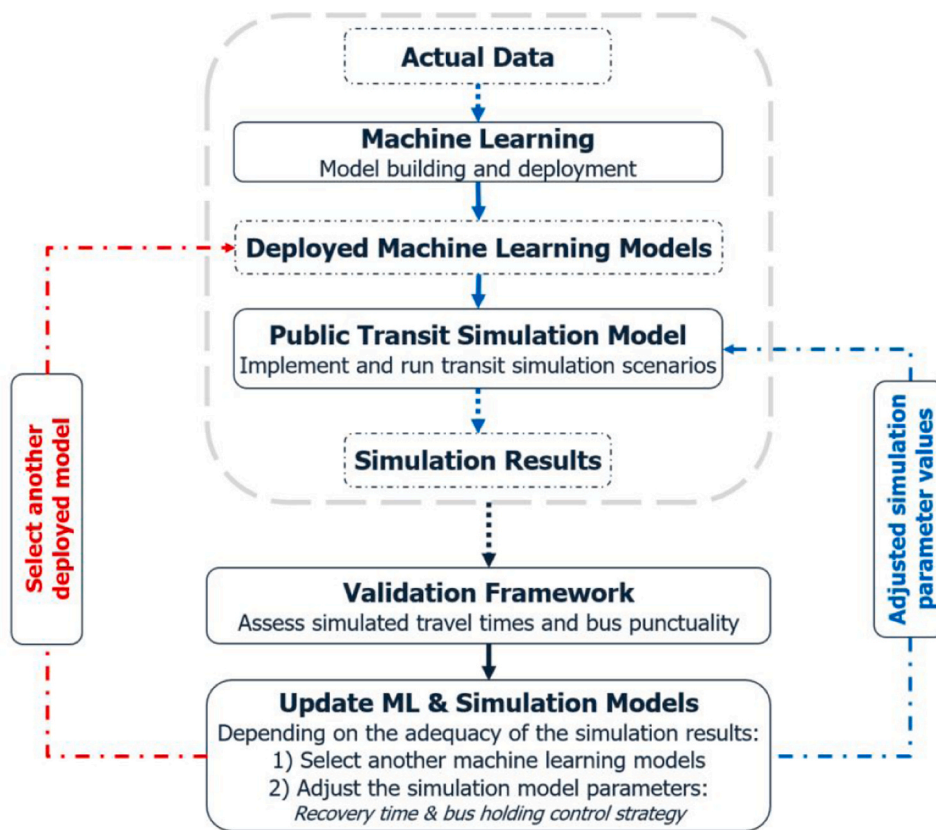 Actual Data
Machine Learning
Model building and deployment
Deployed Machine Learning Models
Public Transit Simulation Model
Implement and run transit simulation scenarios
Simulation Results
Select another
deployed model
Adjusted simulation
parameter values
Validation Framework
Assess simulated travel times and bus punctuality
Update ML & Simulation Models
Depending on the adequacy of the simulation results:
1) Select another machine learning models
2) Adjust the simulation model parameters:
Recovery time & bus holding control strategy